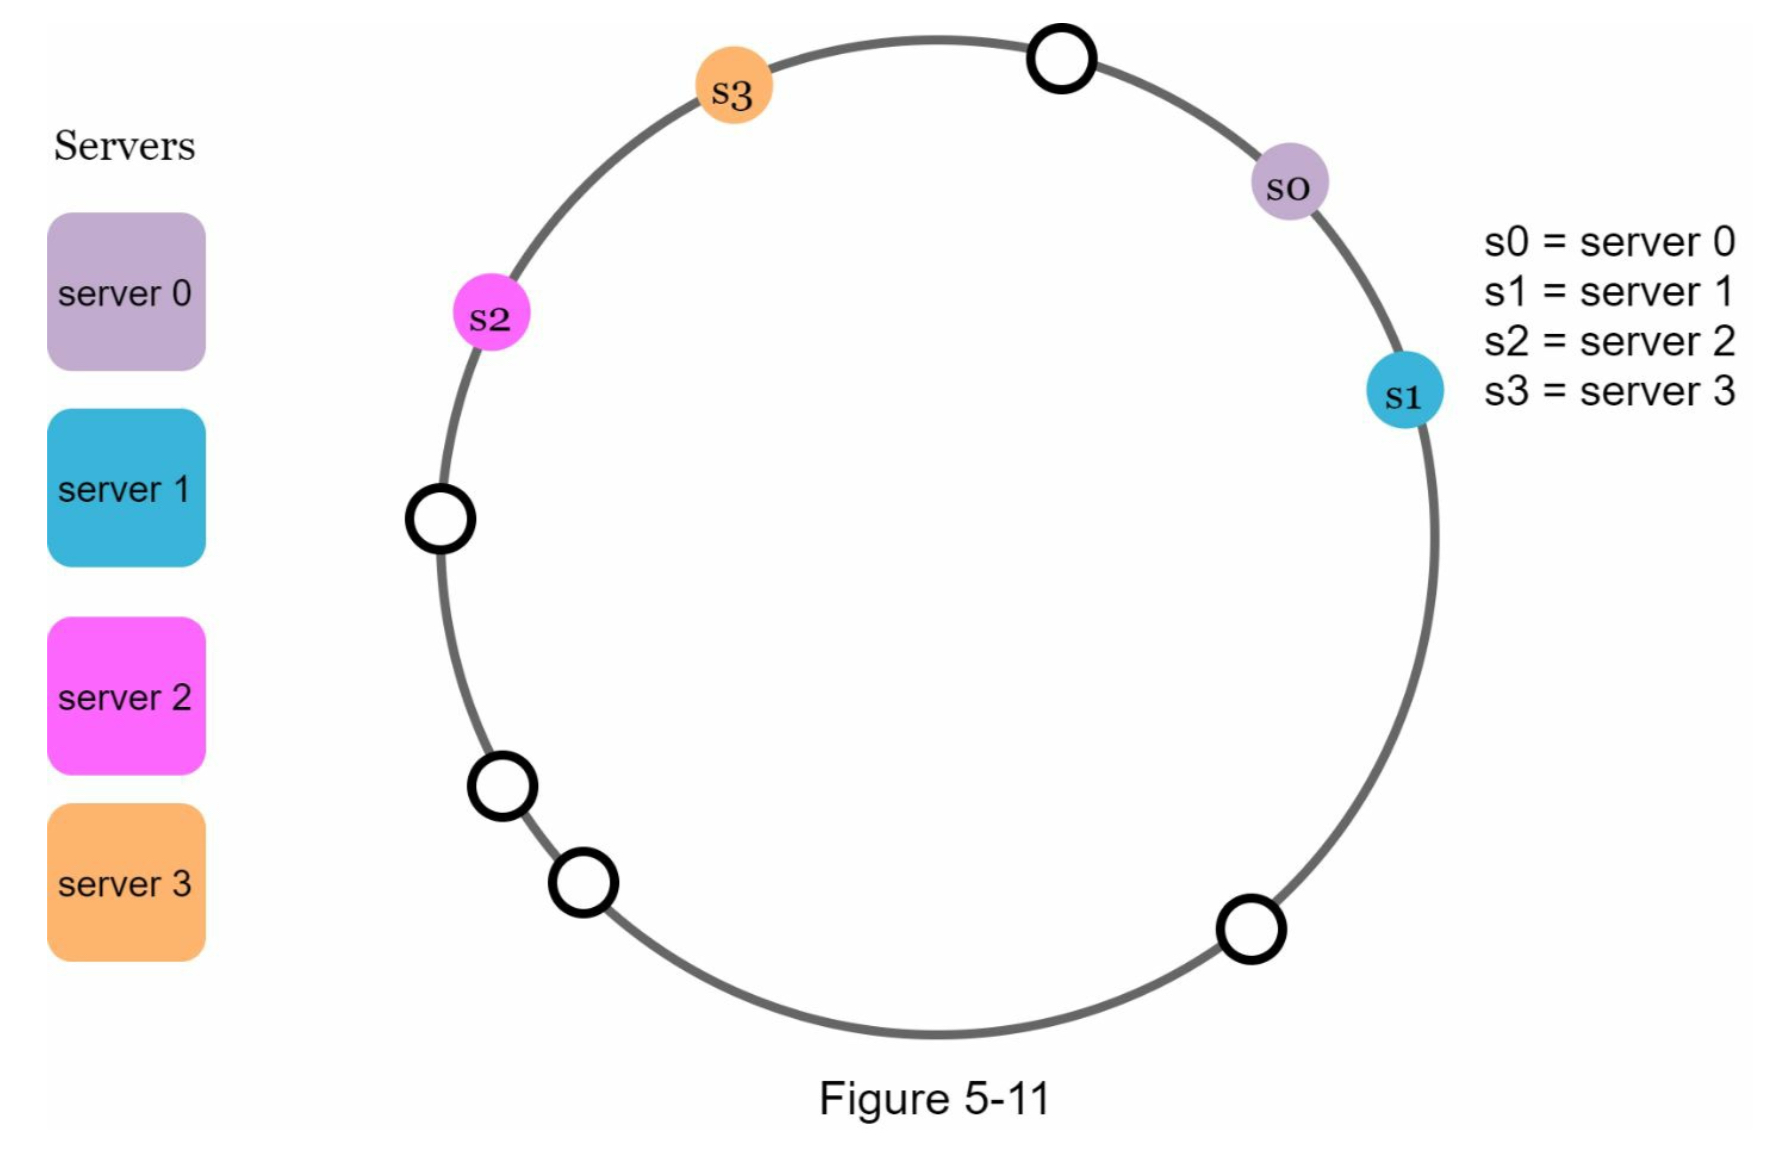 Servers
server 0
server 1
server 2
server 3
s3
s0
s2
s1
s0 = server 0
s1 = server 1
s2 = server 2
s3 = server 3
Figure 5-11